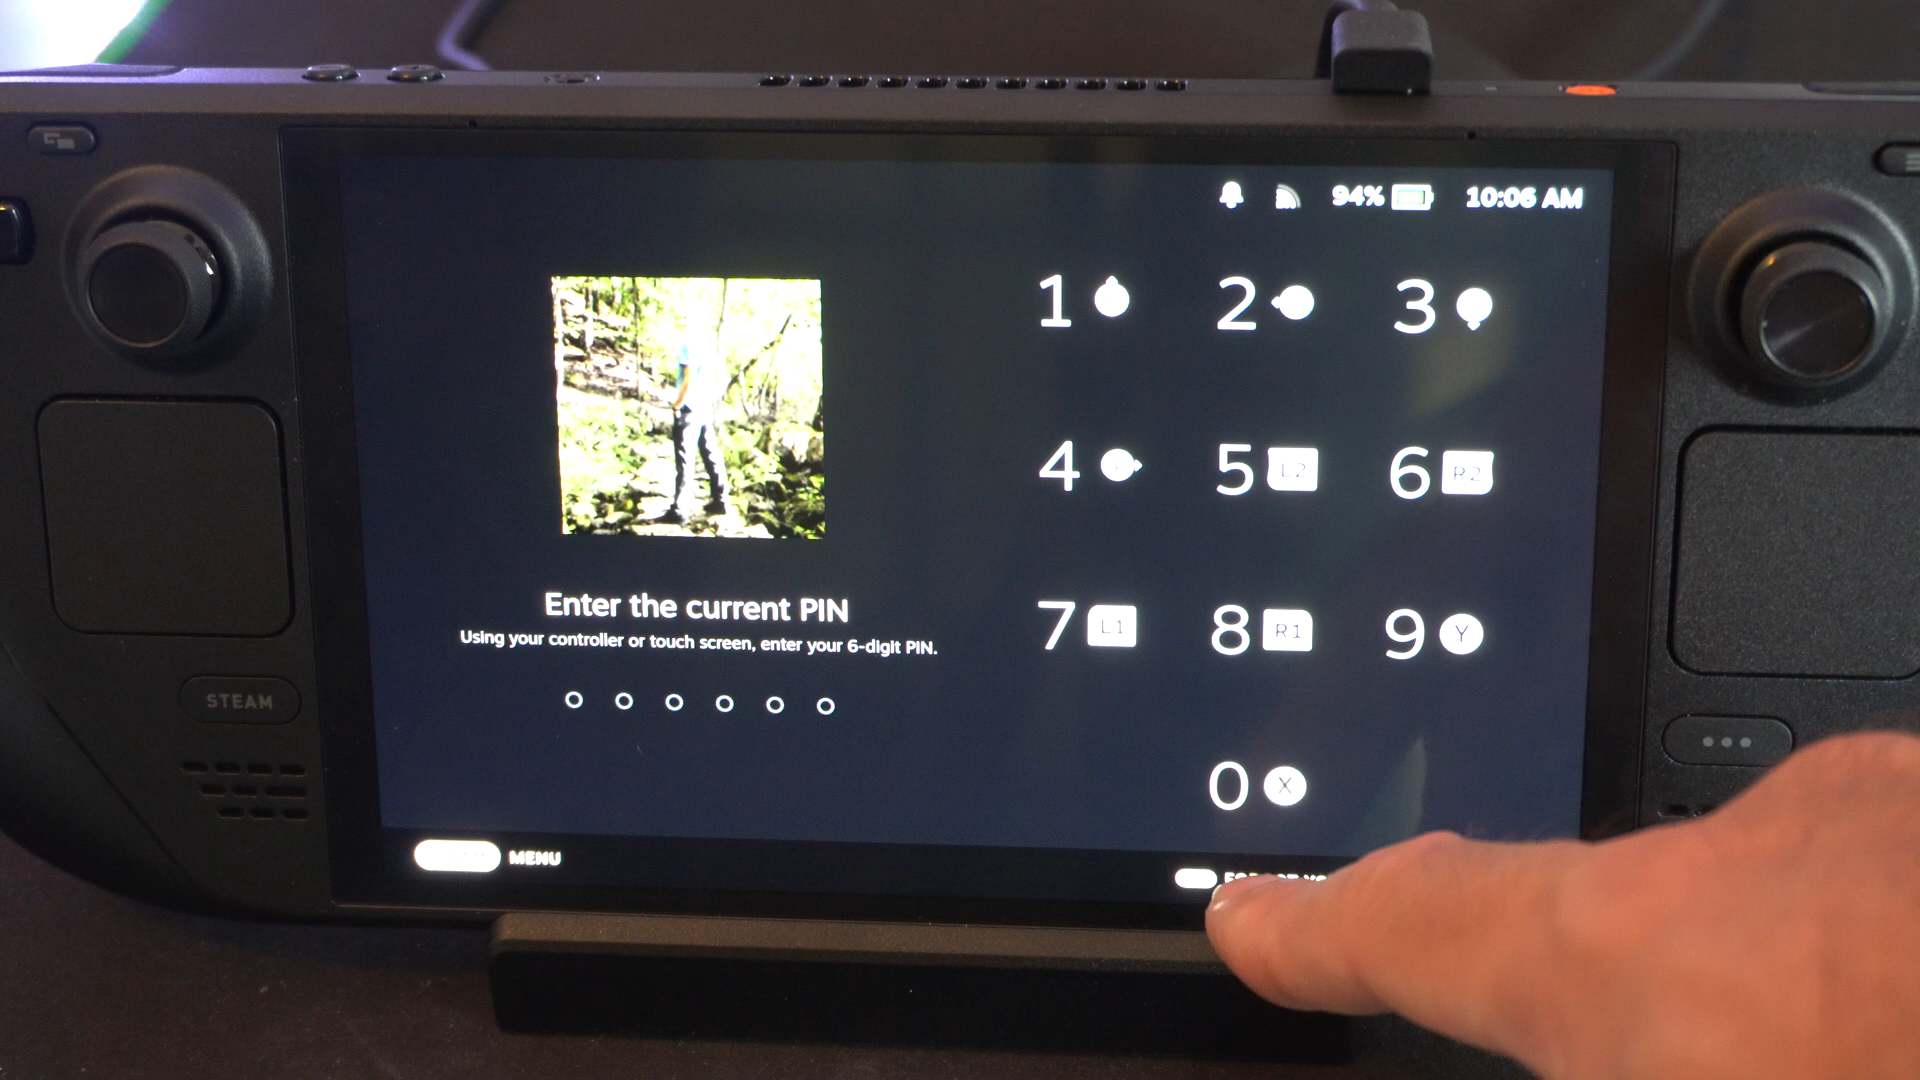 94% 10:06 AM
1 2 3
4 5 L2 6 R2
7 L1 8 R1 9 Y
0 X
Enter the current PIN
Using your controller or touch screen, enter your 6-digit PIN.
STEAM
MENU